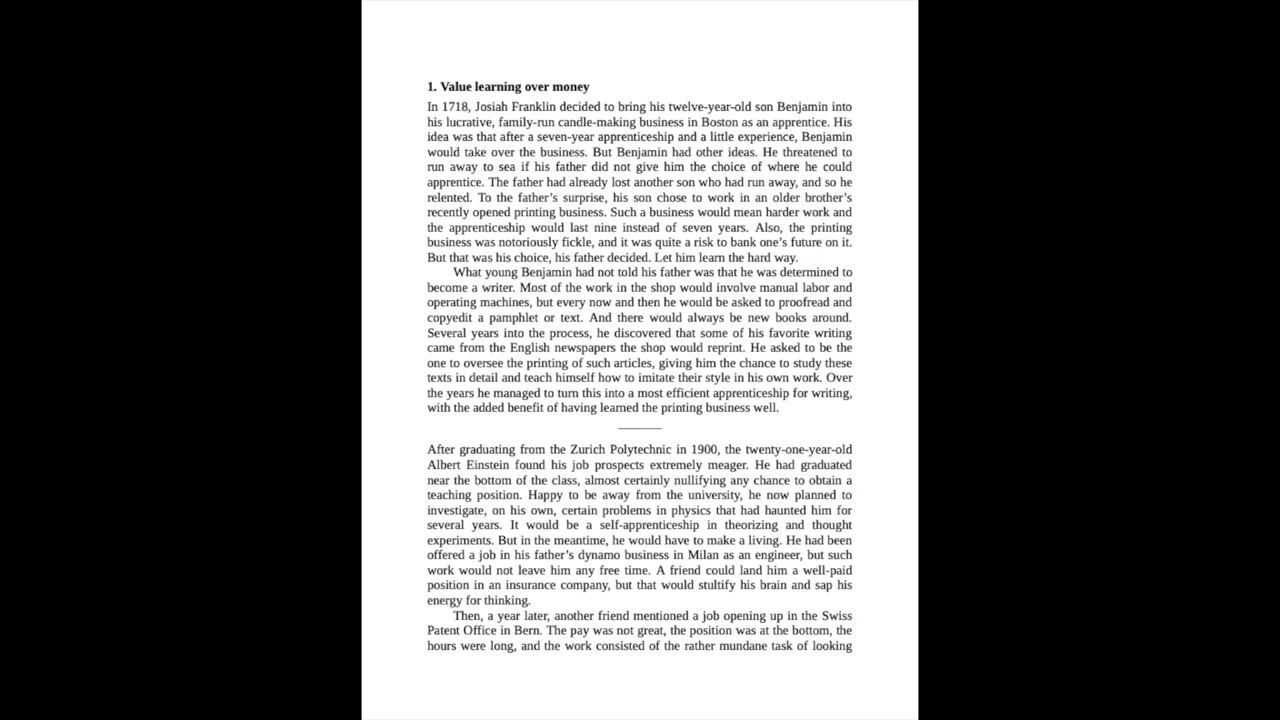 1. Value learning over money
In 1718, Josiah Franklin decided to bring his twelve-year-old son Benjamin into
his lucrative, family-run candle-making business in Boston as an apprentice. His
idea was that after a seven-year apprenticeship and a little experience, Benjamin
would take over the business. But Benjamin had other ideas. He threatened to
run away to sea if his father did not give him the choice of where he could
apprentice. The father had already lost another son who had run away, and so he
relented. To the father’s surprise, his son chose to work in an older brother’s
recently opened printing business. Such a business would mean harder work and
the apprenticeship would last nine instead of seven years. Also, the printing
business was notoriously fickle, and it was quite a risk to bank one’s future on it.
But that was his choice, his father decided. Let him learn the hard way.
What young Benjamin had not told his father was that he was determined to
become a writer. Most of the work in the shop would involve manual labor and
operating machines, but every now and then he would be asked to proofread and
copyedit a pamphlet or text. And there would always be new books around.
Several years into the process, he discovered that some of his favorite writing
came from the English newspapers the shop would reprint. He asked to be the
one to oversee the printing of such articles, giving him the chance to study these
texts in detail and teach himself how to imitate their style in his own work. Over
the years he managed to turn this into a most efficient apprenticeship for writing,
with the added benefit of having learned the printing business well.
After graduating from the Zurich Polytechnic in 1900, the twenty-one-year-old
Albert Einstein found his job prospects extremely meager. He had graduated
near the bottom of the class, almost certainly nullifying any chance to obtain a
teaching position. Happy to be away from the university, he now planned to
investigate, on his own, certain problems in physics that had haunted him for
several years. It would be a self-apprenticeship in theorizing and thought
experiments. But in the meantime, he would have to make a living. He had been
offered a job in his father’s dynamo business in Milan as an engineer, but such
work would not leave him any free time. A friend could land him a well-paid
position in an insurance company, but that would stultify his brain and sap his
energy for thinking.
Then, a year later, another friend mentioned a job opening up in the Swiss
Patent Office in Bern. The pay was not great, the position was at the bottom, the
hours were long, and the work consisted of the rather mundane task of looking